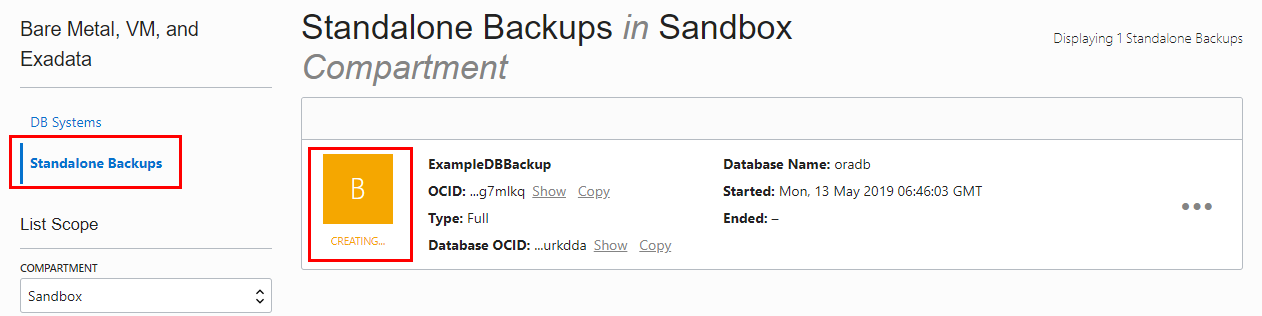 Bare Metal, VM, and
Exadata
DB Systems
Standalone Backups
List Scope
COMPARTMENT
Sandbox
Standalone Backups in Sandbox
Compartment
Displaying 1 Standalone Backups
B
CREATING...
ExampleDBBackup
OCID: ...g7mlkq Show Copy
Type: Full
Database OCID: ...urkdda Show Copy
Database Name: oradb
Started: Mon, 13 May 2019 06:46:03 GMT
Ended: –